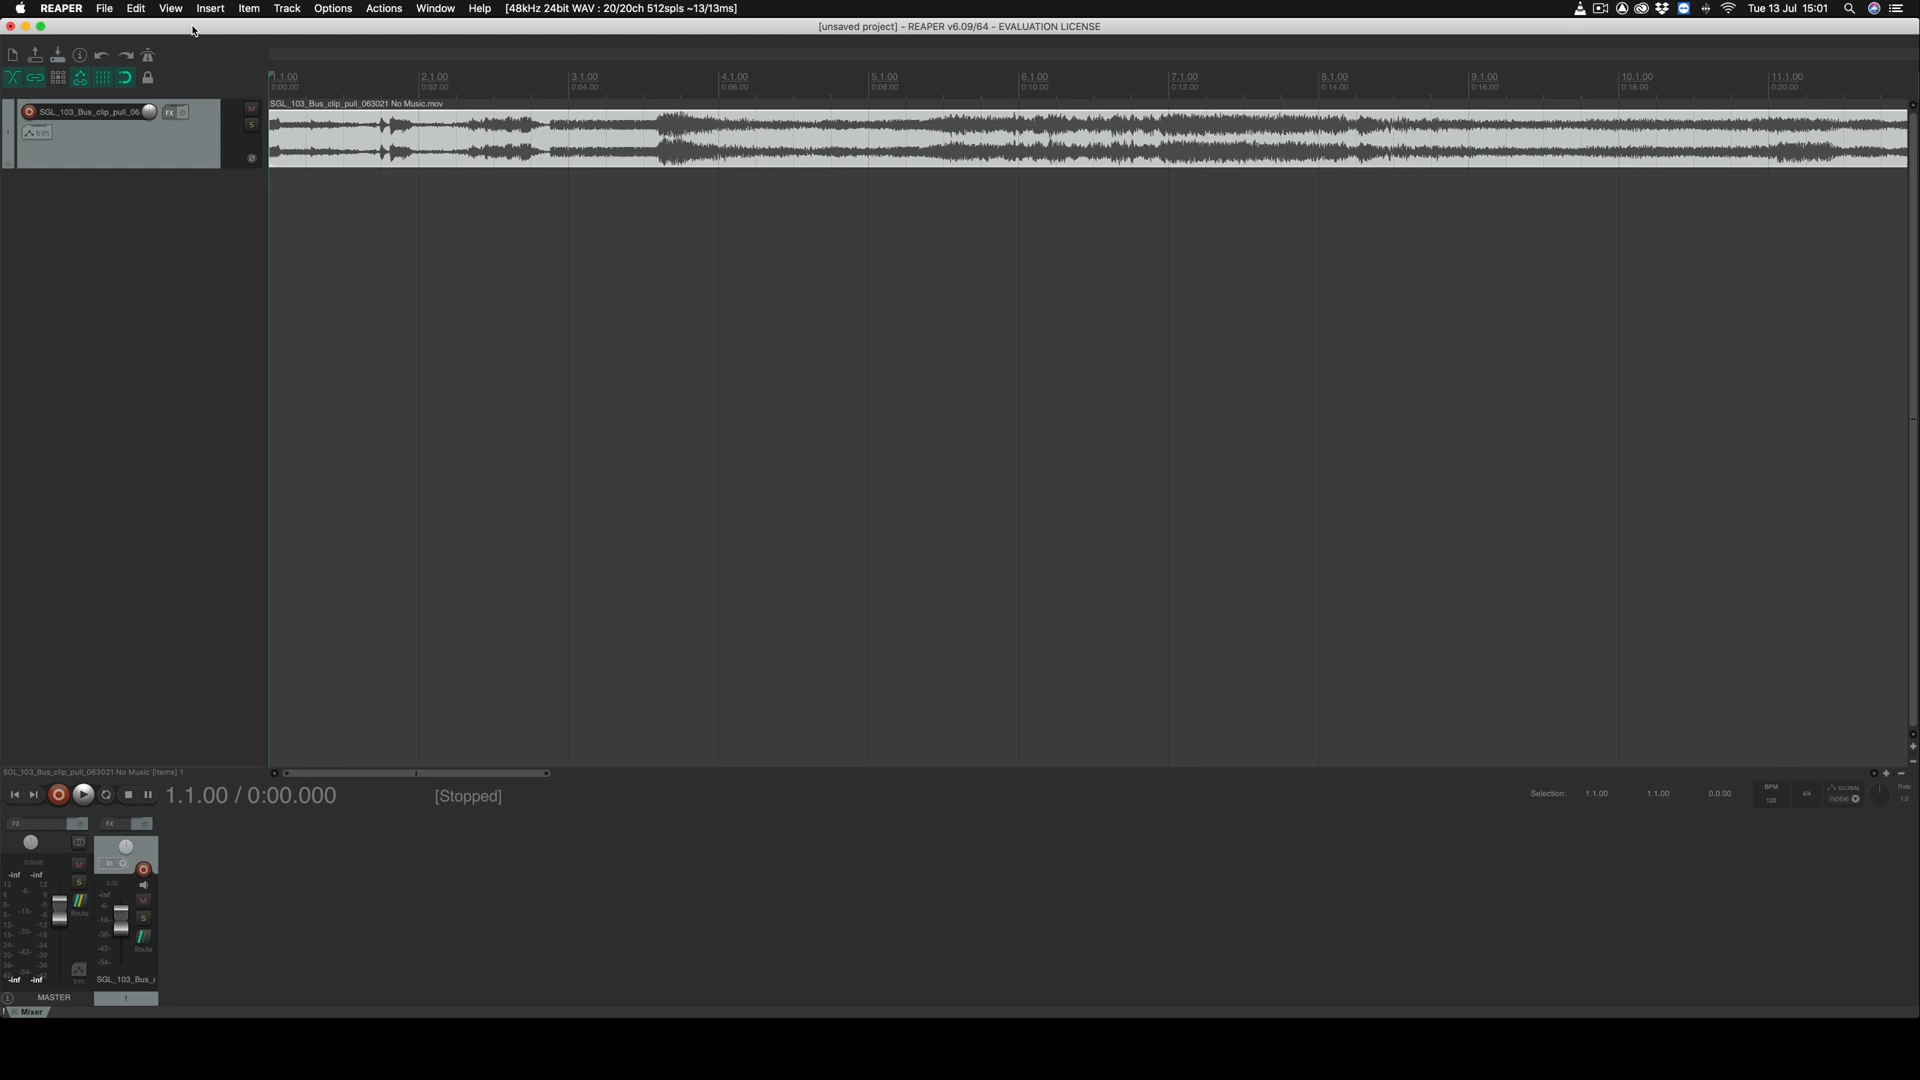 REAPER File Edit View Insert Item Track Options Actions Window Help [48kHz 24bit WAV : 20/20ch 512spls ~13/13ms] Tue 13 Jul 15:01
[unsaved project] - REAPER v6.09/64 - EVALUATION LICENSE
1.1.00 2.1.00 3.1.00 4.1.00 5.1.00 6.1.00 7.1.00 8.1.00 9.1.00 10.1.00 11.1.00
0:00.00 0:02.00 0:04.00 0:06.00 0:08.00 0:10.00 0:12.00 0:14.00 0:16.00 0:18.00 0:20.00
SGL_103_Bus_clip_pull_063021 No Music.mov
SGL_103_Bus_clip_pull_06 FX M
S
1 trim
SGL_103_Bus_clip_pull_063021 No Music [items] 1
1.1.00 / 0:00.000 [Stopped] Selection: 1.1.00 1.1.00 0.0.00
BPM GLOBAL Rate:
120 4/4 none 1.0
FX FX
in
0.00dB
-inf -inf M
12 12 0.00
S
-inf
Route M
S
Route
-inf -inf trim
SGL_103_Bus_c
MASTER 1
Mixer